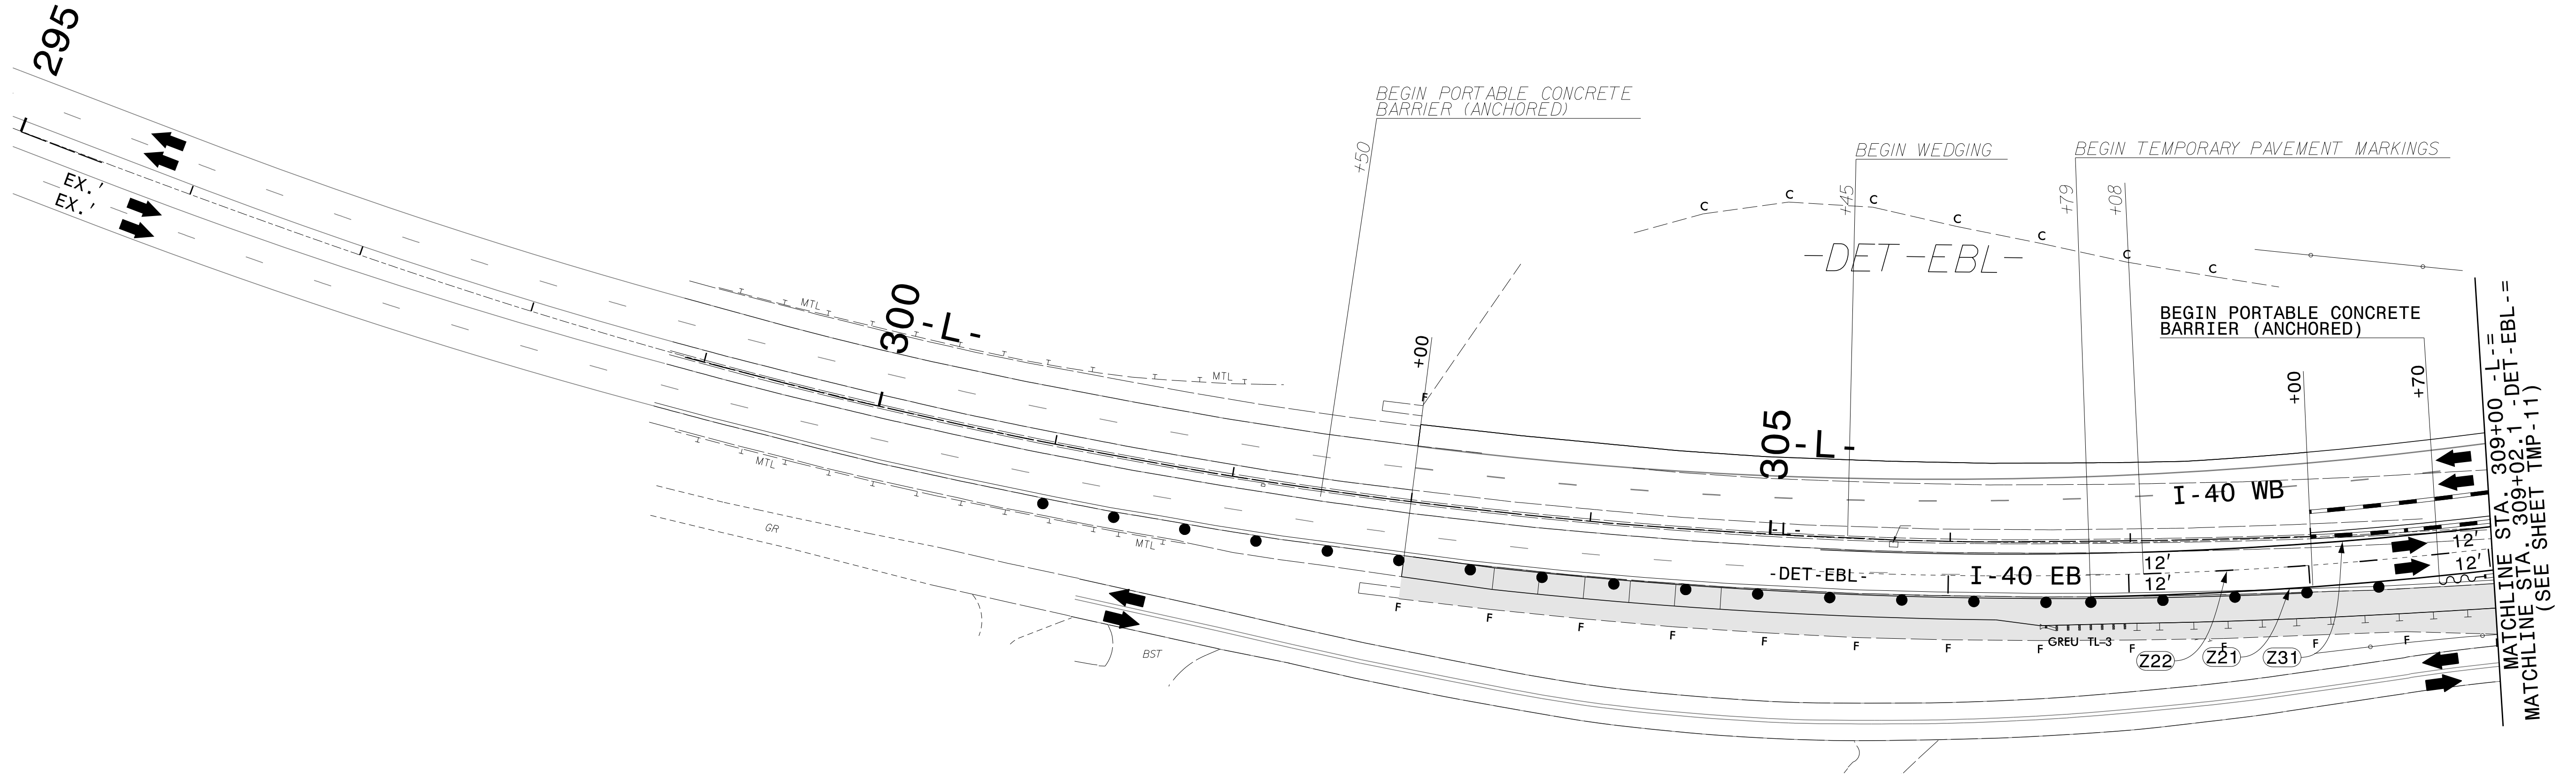 295
EX.'
EX.'
MTL
300
-L-
MTL
MTL
MTL
GR
BST
BEGIN PORTABLE CONCRETE
BARRIER (ANCHORED)
+50
+00
F
BEGIN WEDGING
+45
BEGIN TEMPORARY PAVEMENT MARKINGS
+79
+08
C
C
C
C
C
C
C
-DET-EBL-
BEGIN PORTABLE CONCRETE
BARRIER (ANCHORED)
+00
+70
305
-L-
-L-
I-40 WB
-DET-EBL-
I-40 EB
12'
12'
12'
12'
F
F
F
F
F
F
F
F
F
F
F
F
GREU TL-3
Z22
Z21
Z31
MATCHLINE STA. 309+00 -L-=
MATCHLINE STA. 309+02.1 -DET-EBL-=
(SEE SHEET TMP-11)